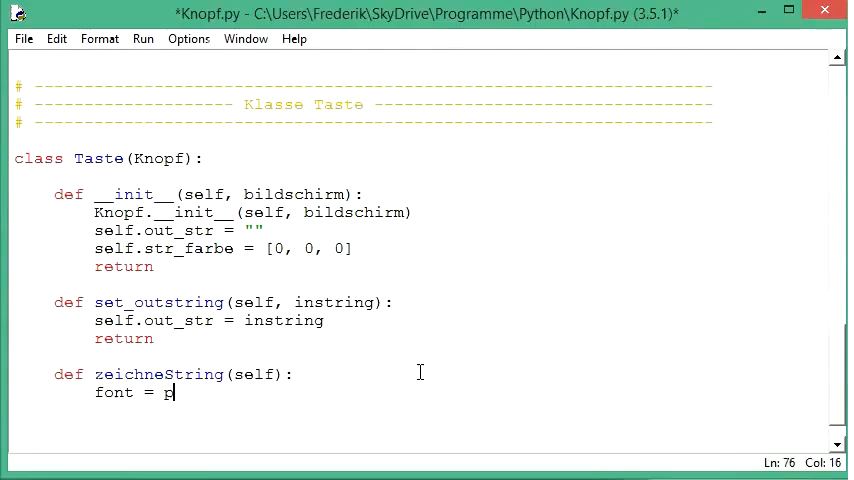 *Knopf.py - C:\Users\Frederik\SkyDrive\Programme\Python\Knopf.py (3.5.1)*
File Edit Format Run Options Window Help
# --------------------------------------------------------------------
# -------------------- Klasse Taste ----------------------------------
# --------------------------------------------------------------------
class Taste(Knopf):
def __init__(self, bildschirm):
Knopf.__init__(self, bildschirm)
self.out_str = ""
self.str_farbe = [0, 0, 0]
return
def set_outstring(self, instring):
self.out_str = instring
return
def zeichneString(self):
font = p
Ln: 76 Col: 16